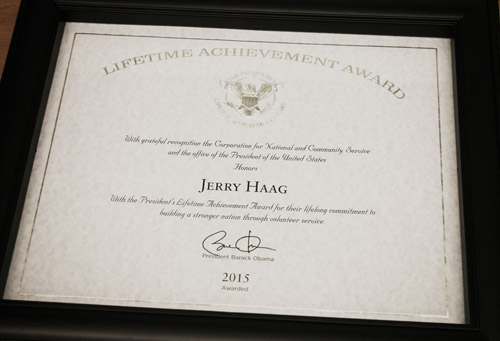 LIFETIME ACHIEVEMENT AWARD
With grateful recognition the Corporation for National and Community Service
and the office of the President of the United States
Honors
JERRY HAAG
With the President's Lifetime Achievement Award for their lifelong commitment to
building a stronger nation through volunteer service.
President Barack Obama
2015
Awarded